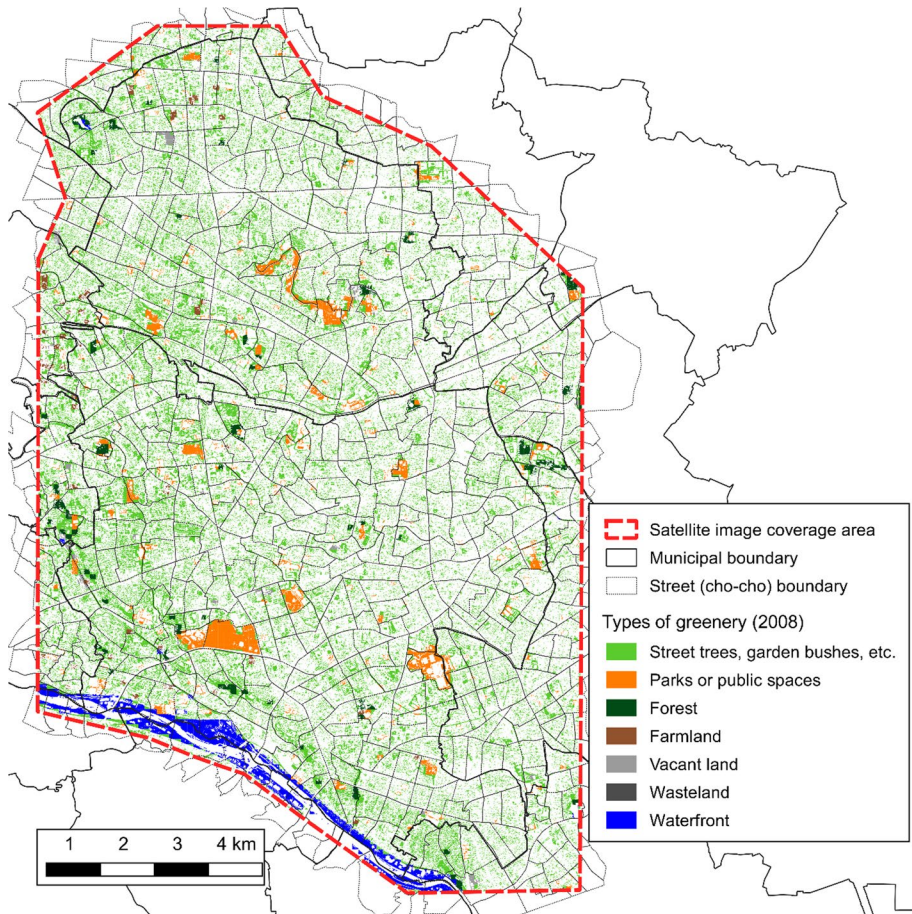 Satellite image coverage area
Municipal boundary
Street (cho-cho) boundary
Types of greenery (2008)
Street trees, garden bushes, etc.
Parks or public spaces
Forest
Farmland
Vacant land
Wasteland
Waterfront
1 2 3 4 km